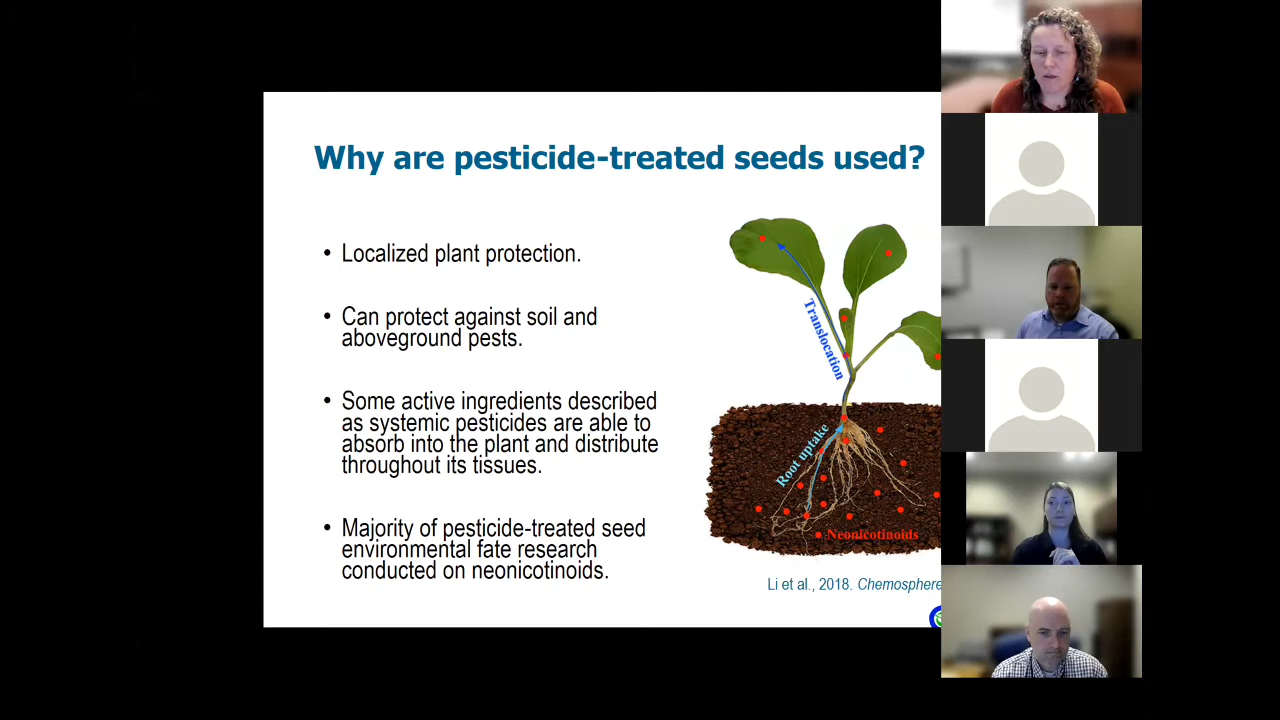 Why are pesticide-treated seeds used?
• Localized plant protection.
• Can protect against soil and
aboveground pests.
• Some active ingredients described
as systemic pesticides are able to
absorb into the plant and distribute
throughout its tissues.
• Majority of pesticide-treated seed
environmental fate research
conducted on neonicotinoids.
Translocation
Root uptake
Neonicotinoids
Li et al., 2018. Chemosphere